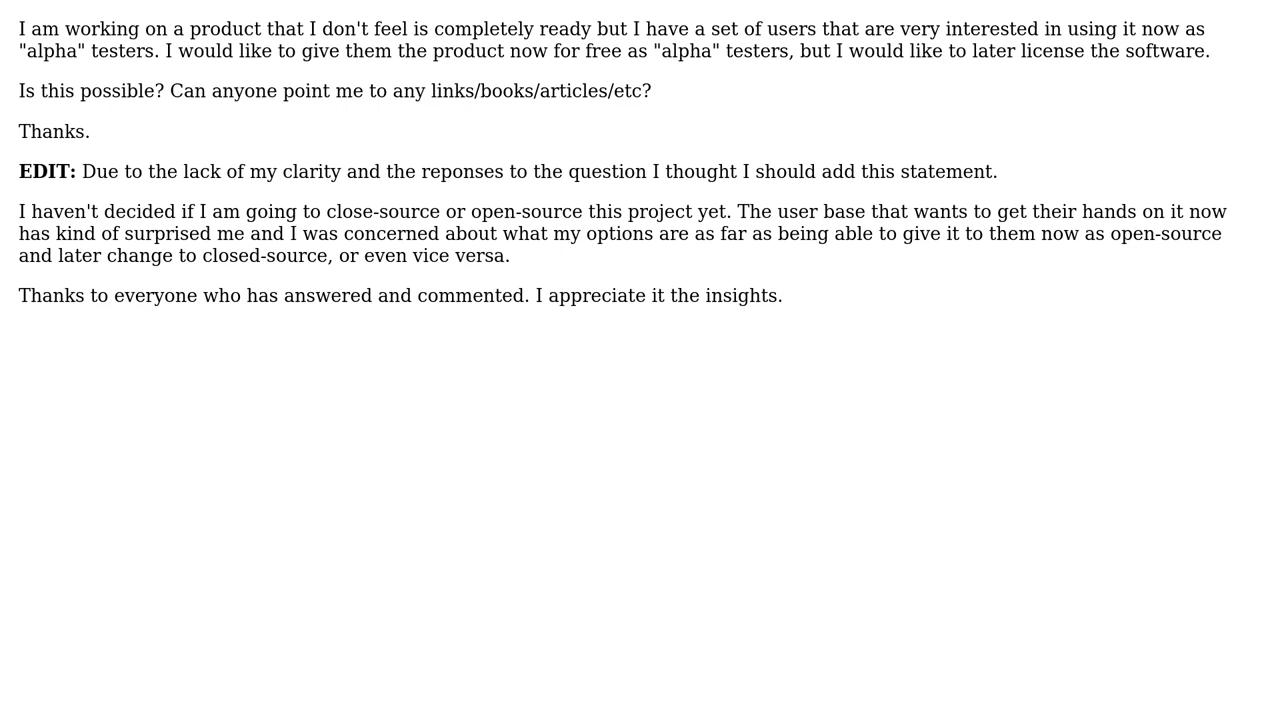 I am working on a product that I don't feel is completely ready but I have a set of users that are very interested in using it now as
"alpha" testers. I would like to give them the product now for free as "alpha" testers, but I would like to later license the software.
Is this possible? Can anyone point me to any links/books/articles/etc?
Thanks.
EDIT: Due to the lack of my clarity and the reponses to the question I thought I should add this statement.
I haven't decided if I am going to close-source or open-source this project yet. The user base that wants to get their hands on it now
has kind of surprised me and I was concerned about what my options are as far as being able to give it to them now as open-source
and later change to closed-source, or even vice versa.
Thanks to everyone who has answered and commented. I appreciate it the insights.